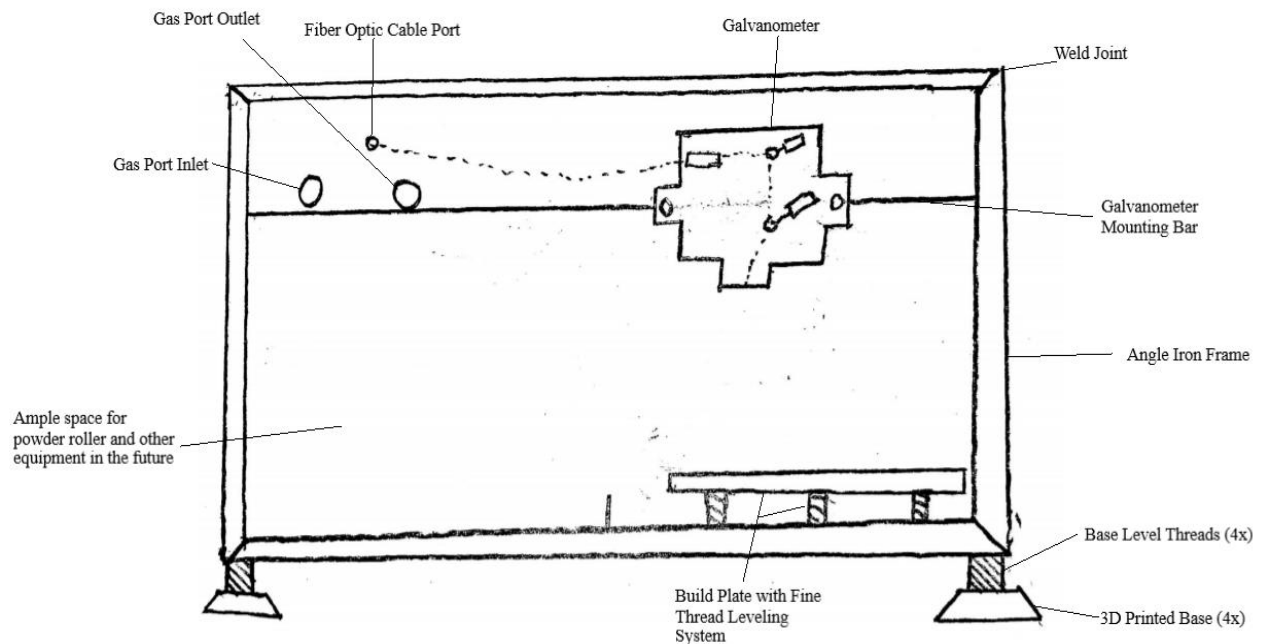 Gas Port Outlet
Fiber Optic Cable Port
Galvanometer
Weld Joint
Gas Port Inlet
Galvanometer
Mounting Bar
Angle Iron Frame
Ample space for
powder roller and other
equipment in the future
Base Level Threads (4x)
Build Plate with Fine
Thread Leveling
System
3D Printed Base (4x)